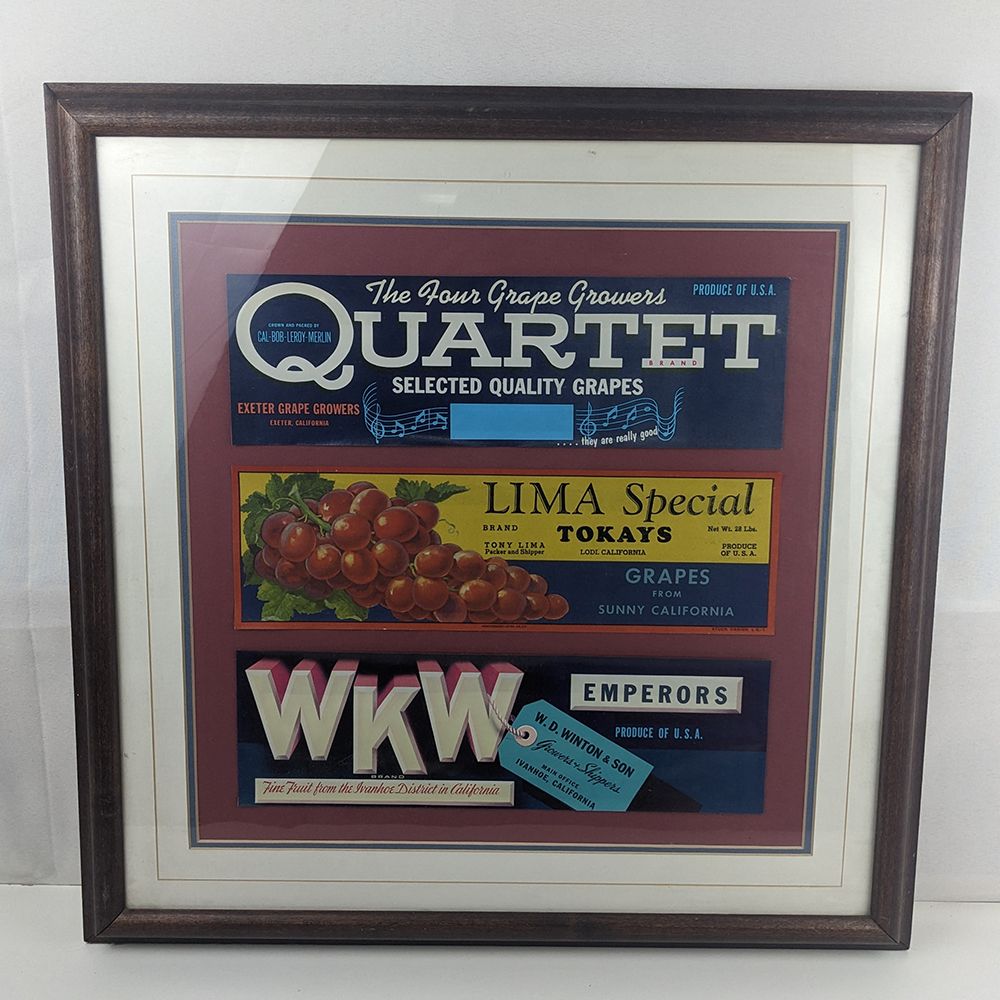 The Four Grape Growers
PRODUCE OF U.S.A.
QUARTET
GROWN AND PACKED BY
CAL-BOB-LEROY-MERLIN
BRAND
SELECTED QUALITY GRAPES
EXETER GRAPE GROWERS
EXETER, CALIFORNIA
.... they are really good
LIMA Special
BRAND
TOKAYS
Net Wt. 28 Lbs.
TONY LIMA
Packer and Shipper
LODI, CALIFORNIA
PRODUCE
OF U. S. A.
GRAPES
FROM
SUNNY CALIFORNIA
WKW
BRAND
EMPERORS
PRODUCE OF U.S.A.
W. D. WINTON & SON
Growers & Shippers
MAIN OFFICE
IVANHOE, CALIFORNIA
Fine Fruit from the Ivanhoe District in California